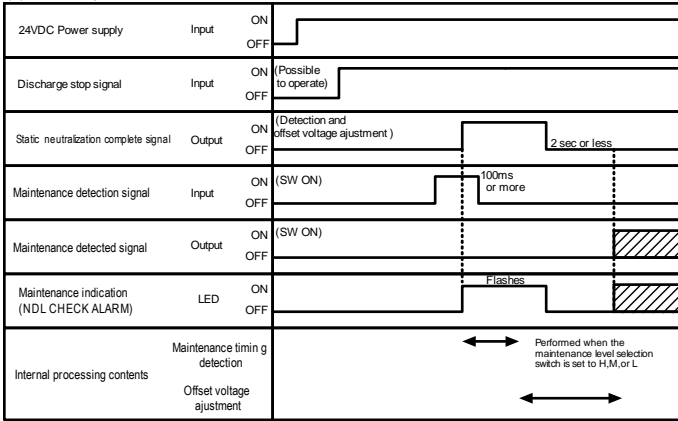 24VDC Power supply Input ON
OFF
Discharge stop signal Input ON (Possible
to operate)
OFF
Static neutralization complete signal Output ON (Detection and
offset voltage ajustment )
OFF 2 sec or less
Maintenance detection signal Input ON (SW ON) 100ms
or more
OFF
Maintenance detected signal Output ON (SW ON)
OFF
Maintenance indication
(NDL CHECK ALARM) LED ON Flashes
OFF
Internal processing contents
Maintenance timin g
detection
Performed when the
maintenance level selection
switch is set to H,M,or L
Offset voltage
ajustment